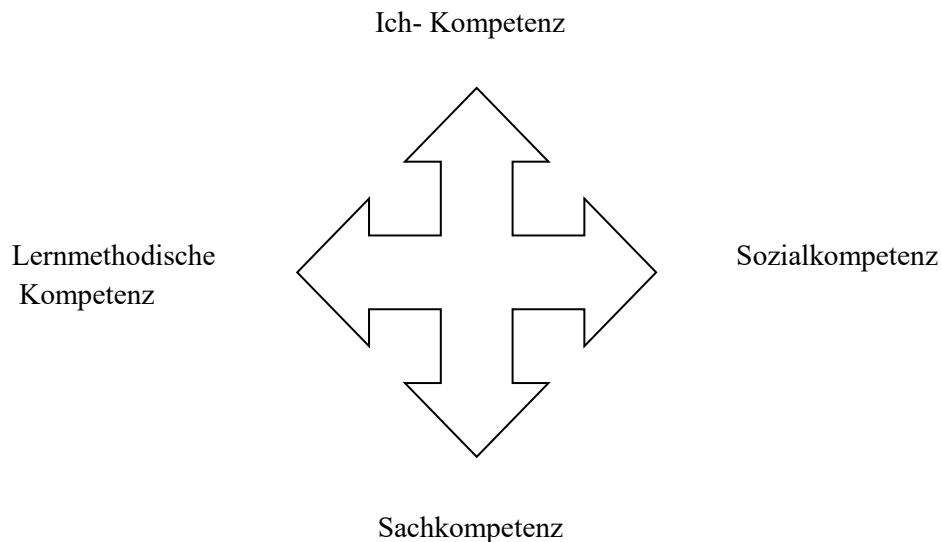 Ich- Kompetenz
Lernmethodische
Kompetenz
Sozialkompetenz
Sachkompetenz